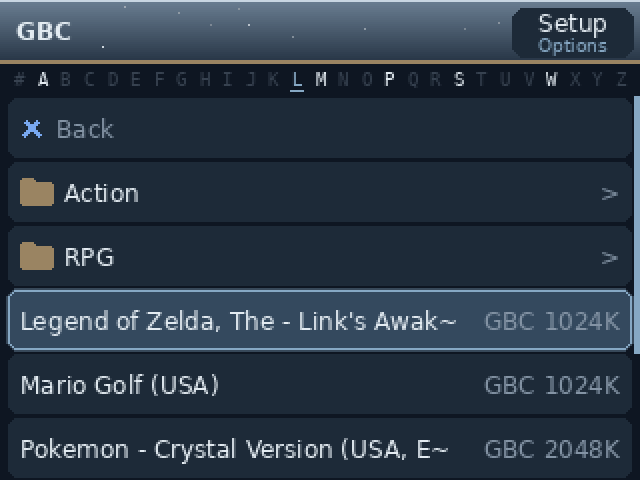 GBC
Setup
Options
# A B C D E F G H I J K L M N O P Q R S T U V W X Y Z
Back
Action >
RPG >
Legend of Zelda, The - Link's Awak~ GBC 1024K
Mario Golf (USA) GBC 1024K
Pokemon - Crystal Version (USA, E~ GBC 2048K